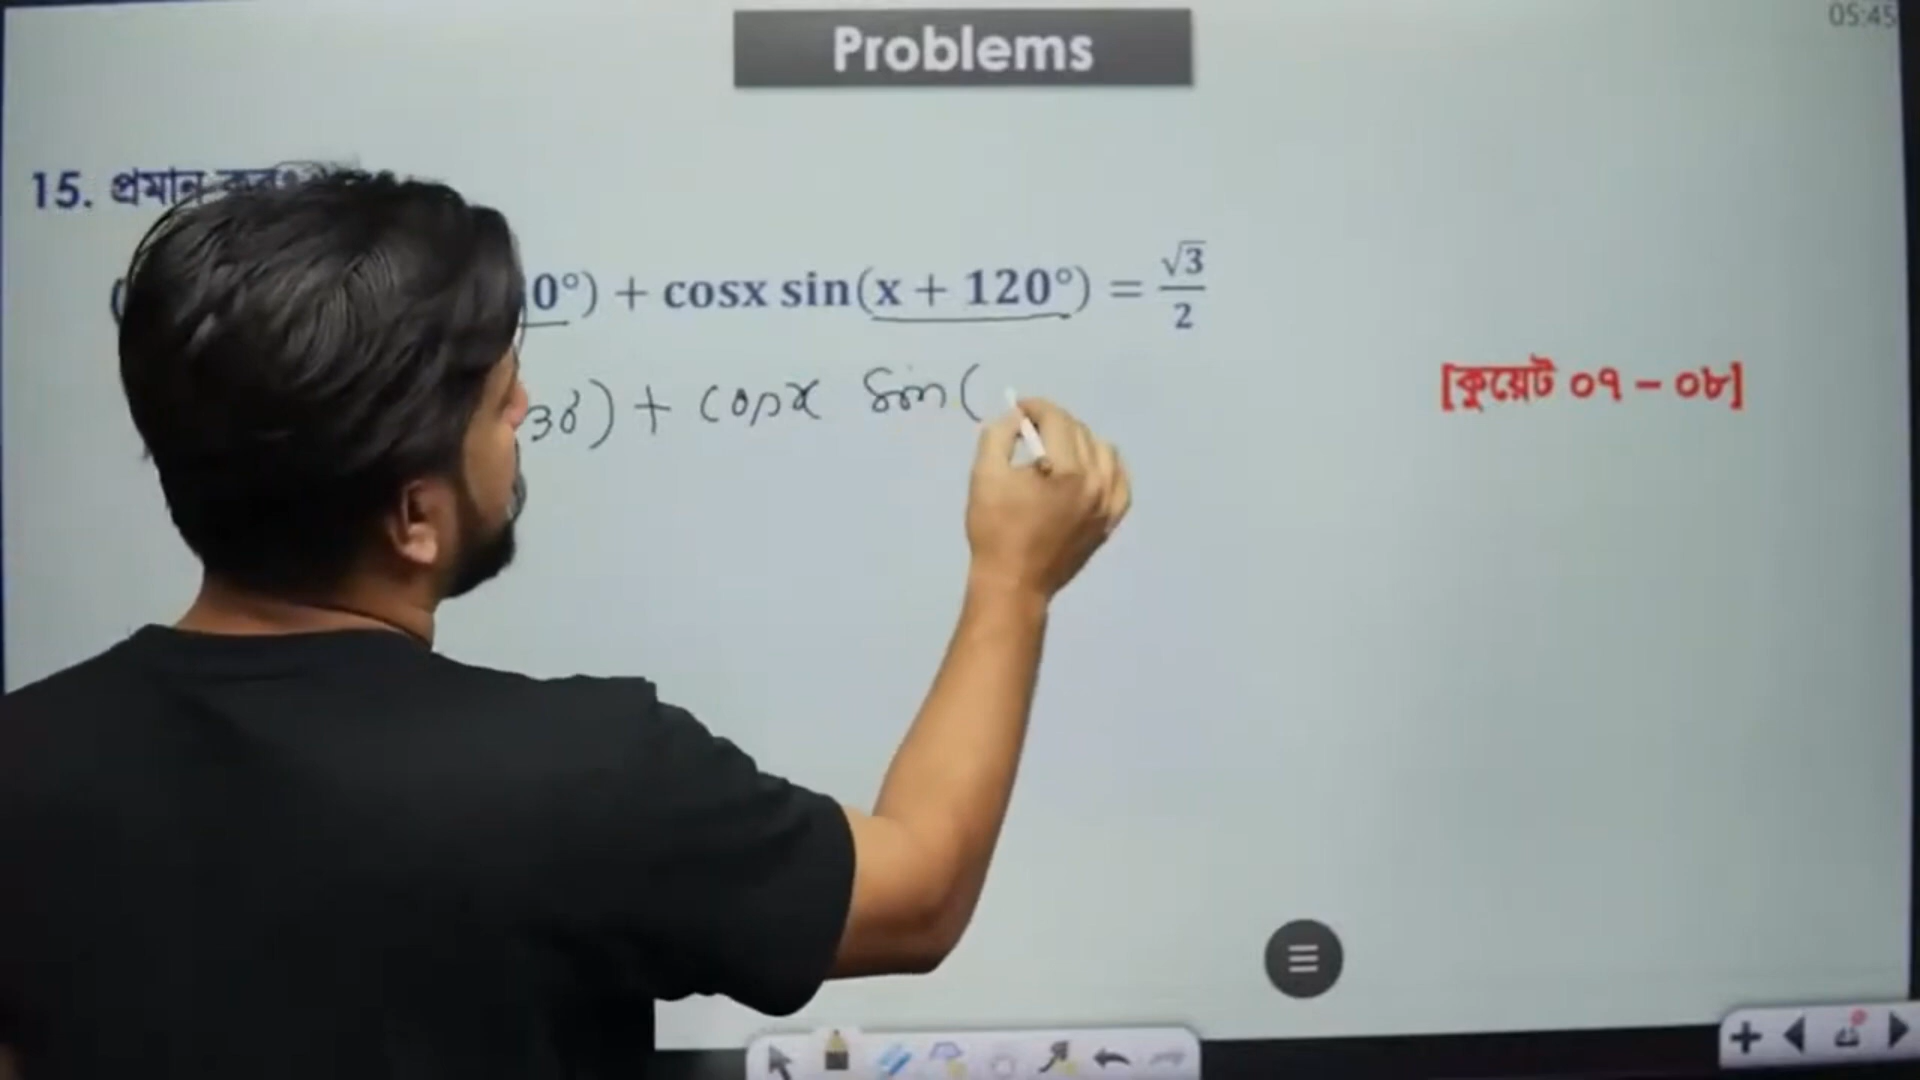 05:45
Problems
15. প্রমান
0°) + cosx sin(x + 120°) = √3/2
30°) + cosx sin(
[কুয়েট ০৭ – ০৮]